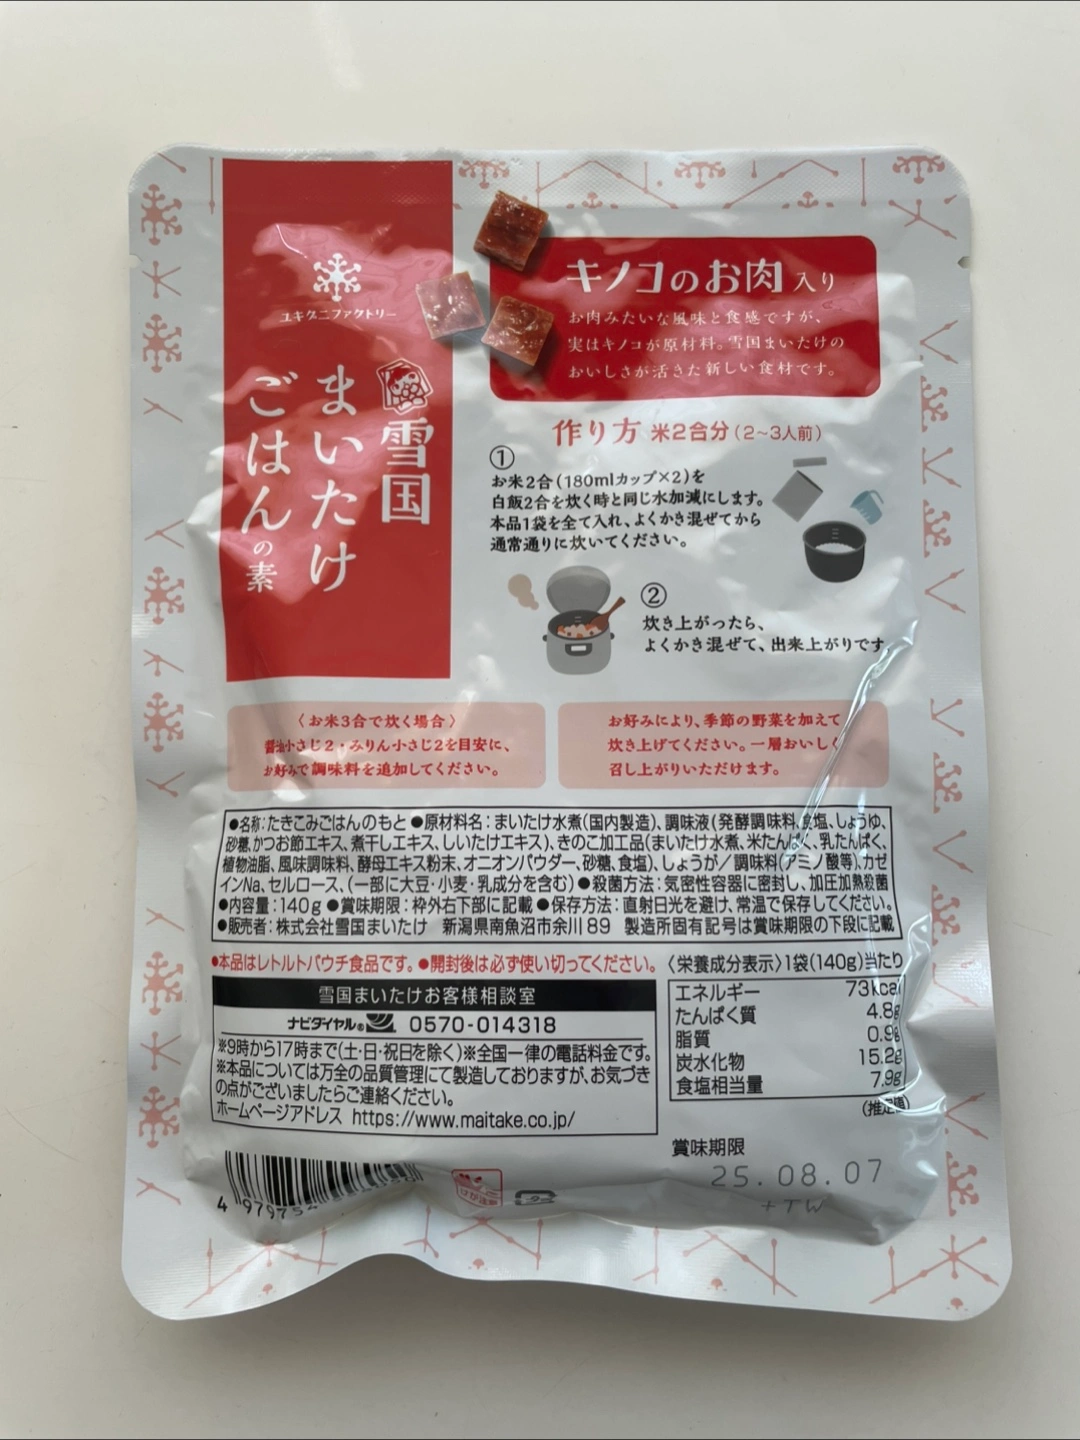 ユキグニファクトリー
雪国
まいたけ
ごはんの素
キノコのお肉入り
お肉みたいな風味と食感ですが、
実はキノコが原材料。雪国まいたけの
おいしさが活きた新しい食材です。
作り方 米2合分(2~3人前)
①
お米2合(180mlカップ×2)を
白飯2合を炊く時と同じ水加減にします。
本品1袋を全て入れ、よくかき混ぜてから
通常通りに炊いてください。
②
炊き上がったら、
よくかき混ぜて、出来上がりです。
〈お米3合で炊く場合〉
醤油小さじ2・みりん小さじ2を目安に、
お好みで調味料を追加してください。
お好みにより、季節の野菜を加えて
炊き上げてください。一層おいしく
召し上がりいただけます。
●名称:たきこみごはんのもと ●原材料名:まいたけ水煮(国内製造)、調味液(発酵調味料、食塩、しょうゆ、
砂糖、かつお節エキス、煮干しエキス、しいたけエキス)、きのこ加工品(まいたけ水煮、米たんぱく、乳たんぱく、
植物油脂、風味調味料、酵母エキス粉末、オニオンパウダー、砂糖、食塩)、しょうが/調味料(アミノ酸等)、カゼ
インNa、セルロース、(一部に大豆・小麦・乳成分を含む) ●殺菌方法:気密性容器に密封し、加圧加熱殺菌
●内容量:140g ●賞味期限:枠外右下部に記載 ●保存方法:直射日光を避け、常温で保存してください。
●販売者:株式会社雪国まいたけ 新潟県南魚沼市余川89 製造所固有記号は賞味期限の下段に記載
●本品はレトルトパウチ食品です。●開封後は必ず使い切ってください。
雪国まいたけお客様相談室
ナビダイヤル® 0570-014318
※9時から17時まで(土・日・祝日を除く)※全国一律の電話料金です。
※本品については万全の品質管理にて製造しておりますが、お気づき
の点がございましたらご連絡ください。
ホームページアドレス https://www.maitake.co.jp/
〈栄養成分表示〉1袋(140g)当たり
エネルギー 73kcal
たんぱく質 4.8g
脂質 0.9g
炭水化物 15.2g
食塩相当量 7.9g
(推定値)
賞味期限
25.08.07
+TW
4 979754
けが注意